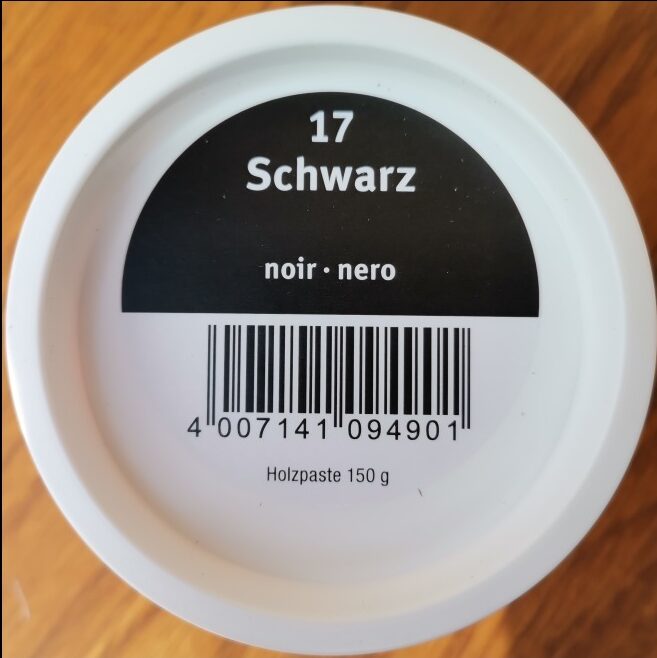 17
Schwarz
noir · nero
4 007141 094901
Holzpaste 150 g